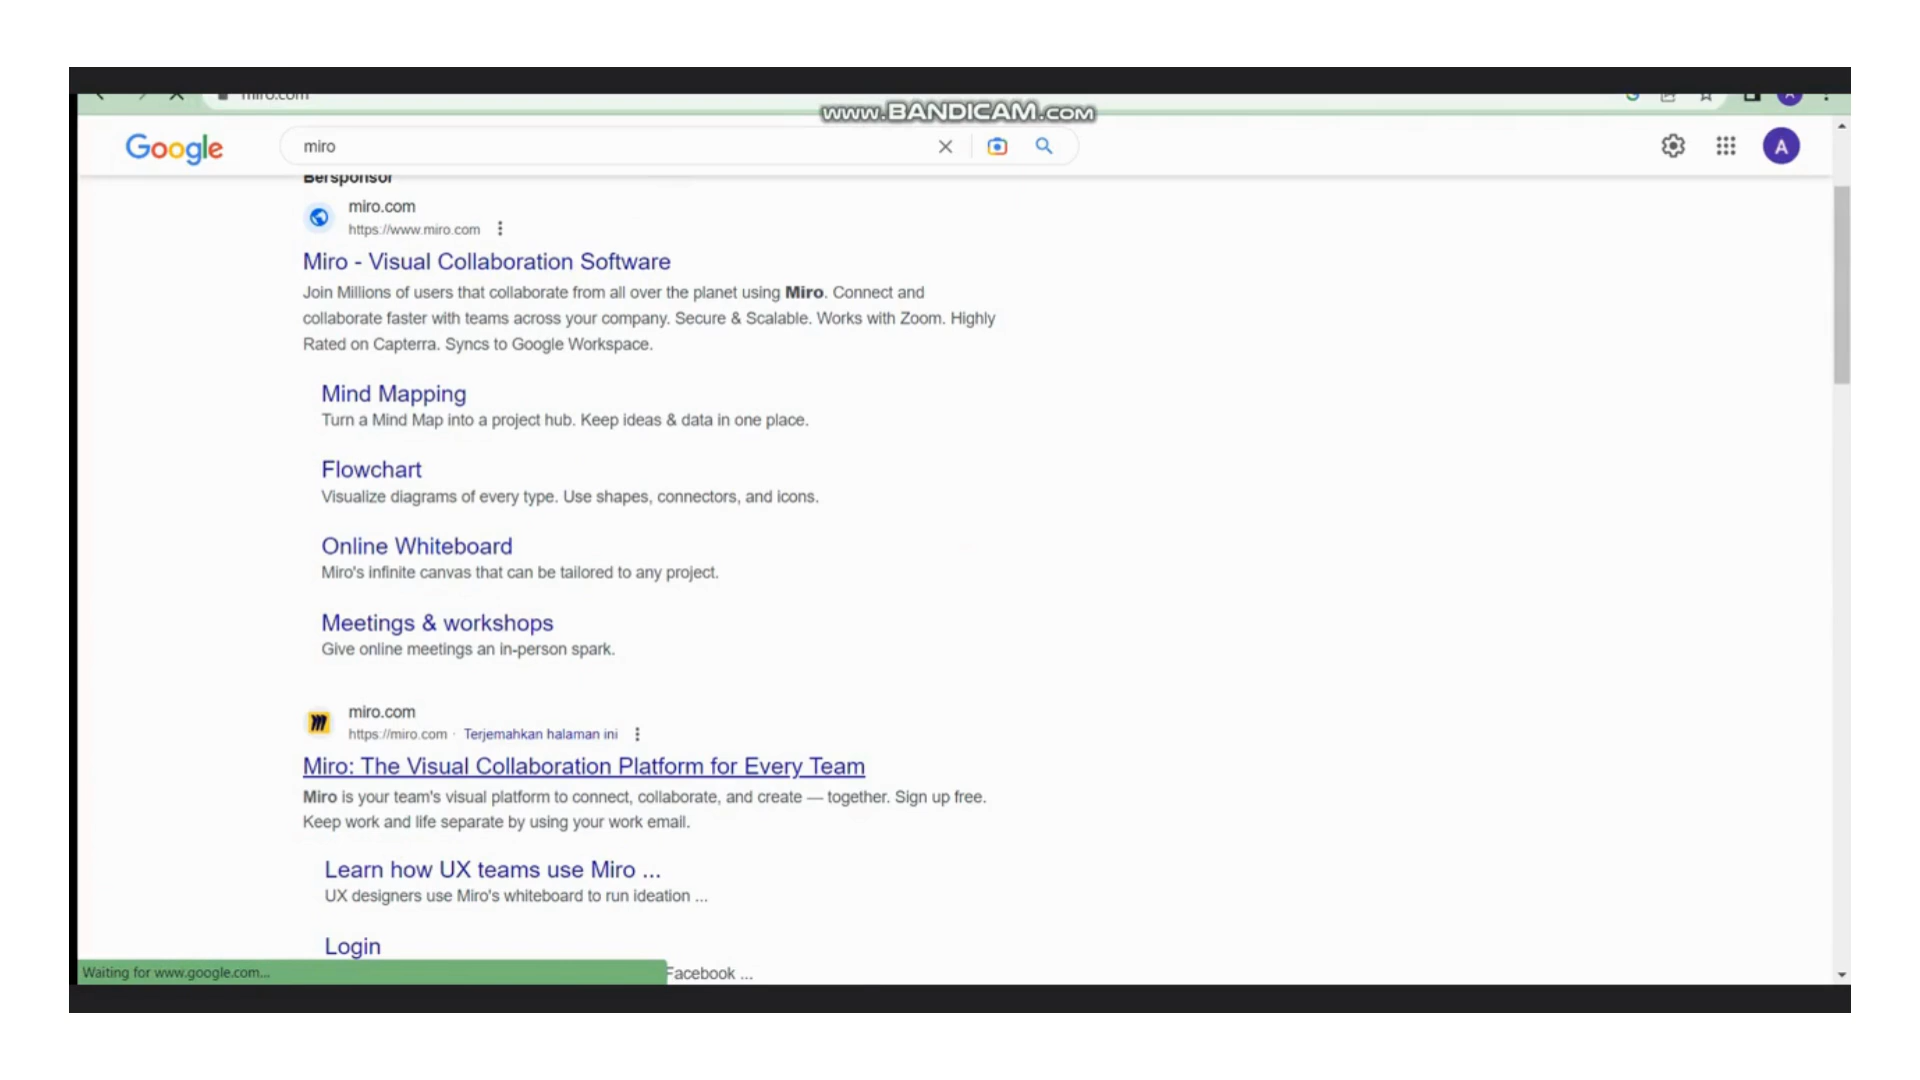 miro.com
www.BANDICAM.com
Google
miro
A
Bersponsor
miro.com
https://www.miro.com
Miro - Visual Collaboration Software
Join Millions of users that collaborate from all over the planet using Miro. Connect and
collaborate faster with teams across your company. Secure & Scalable. Works with Zoom. Highly
Rated on Capterra. Syncs to Google Workspace.
Mind Mapping
Turn a Mind Map into a project hub. Keep ideas & data in one place.
Flowchart
Visualize diagrams of every type. Use shapes, connectors, and icons.
Online Whiteboard
Miro's infinite canvas that can be tailored to any project.
Meetings & workshops
Give online meetings an in-person spark.
miro.com
https://miro.com · Terjemahkan halaman ini
Miro: The Visual Collaboration Platform for Every Team
Miro is your team's visual platform to connect, collaborate, and create — together. Sign up free.
Keep work and life separate by using your work email.
Learn how UX teams use Miro ...
UX designers use Miro's whiteboard to run ideation ...
Login
Waiting for www.google.com...
Facebook ...